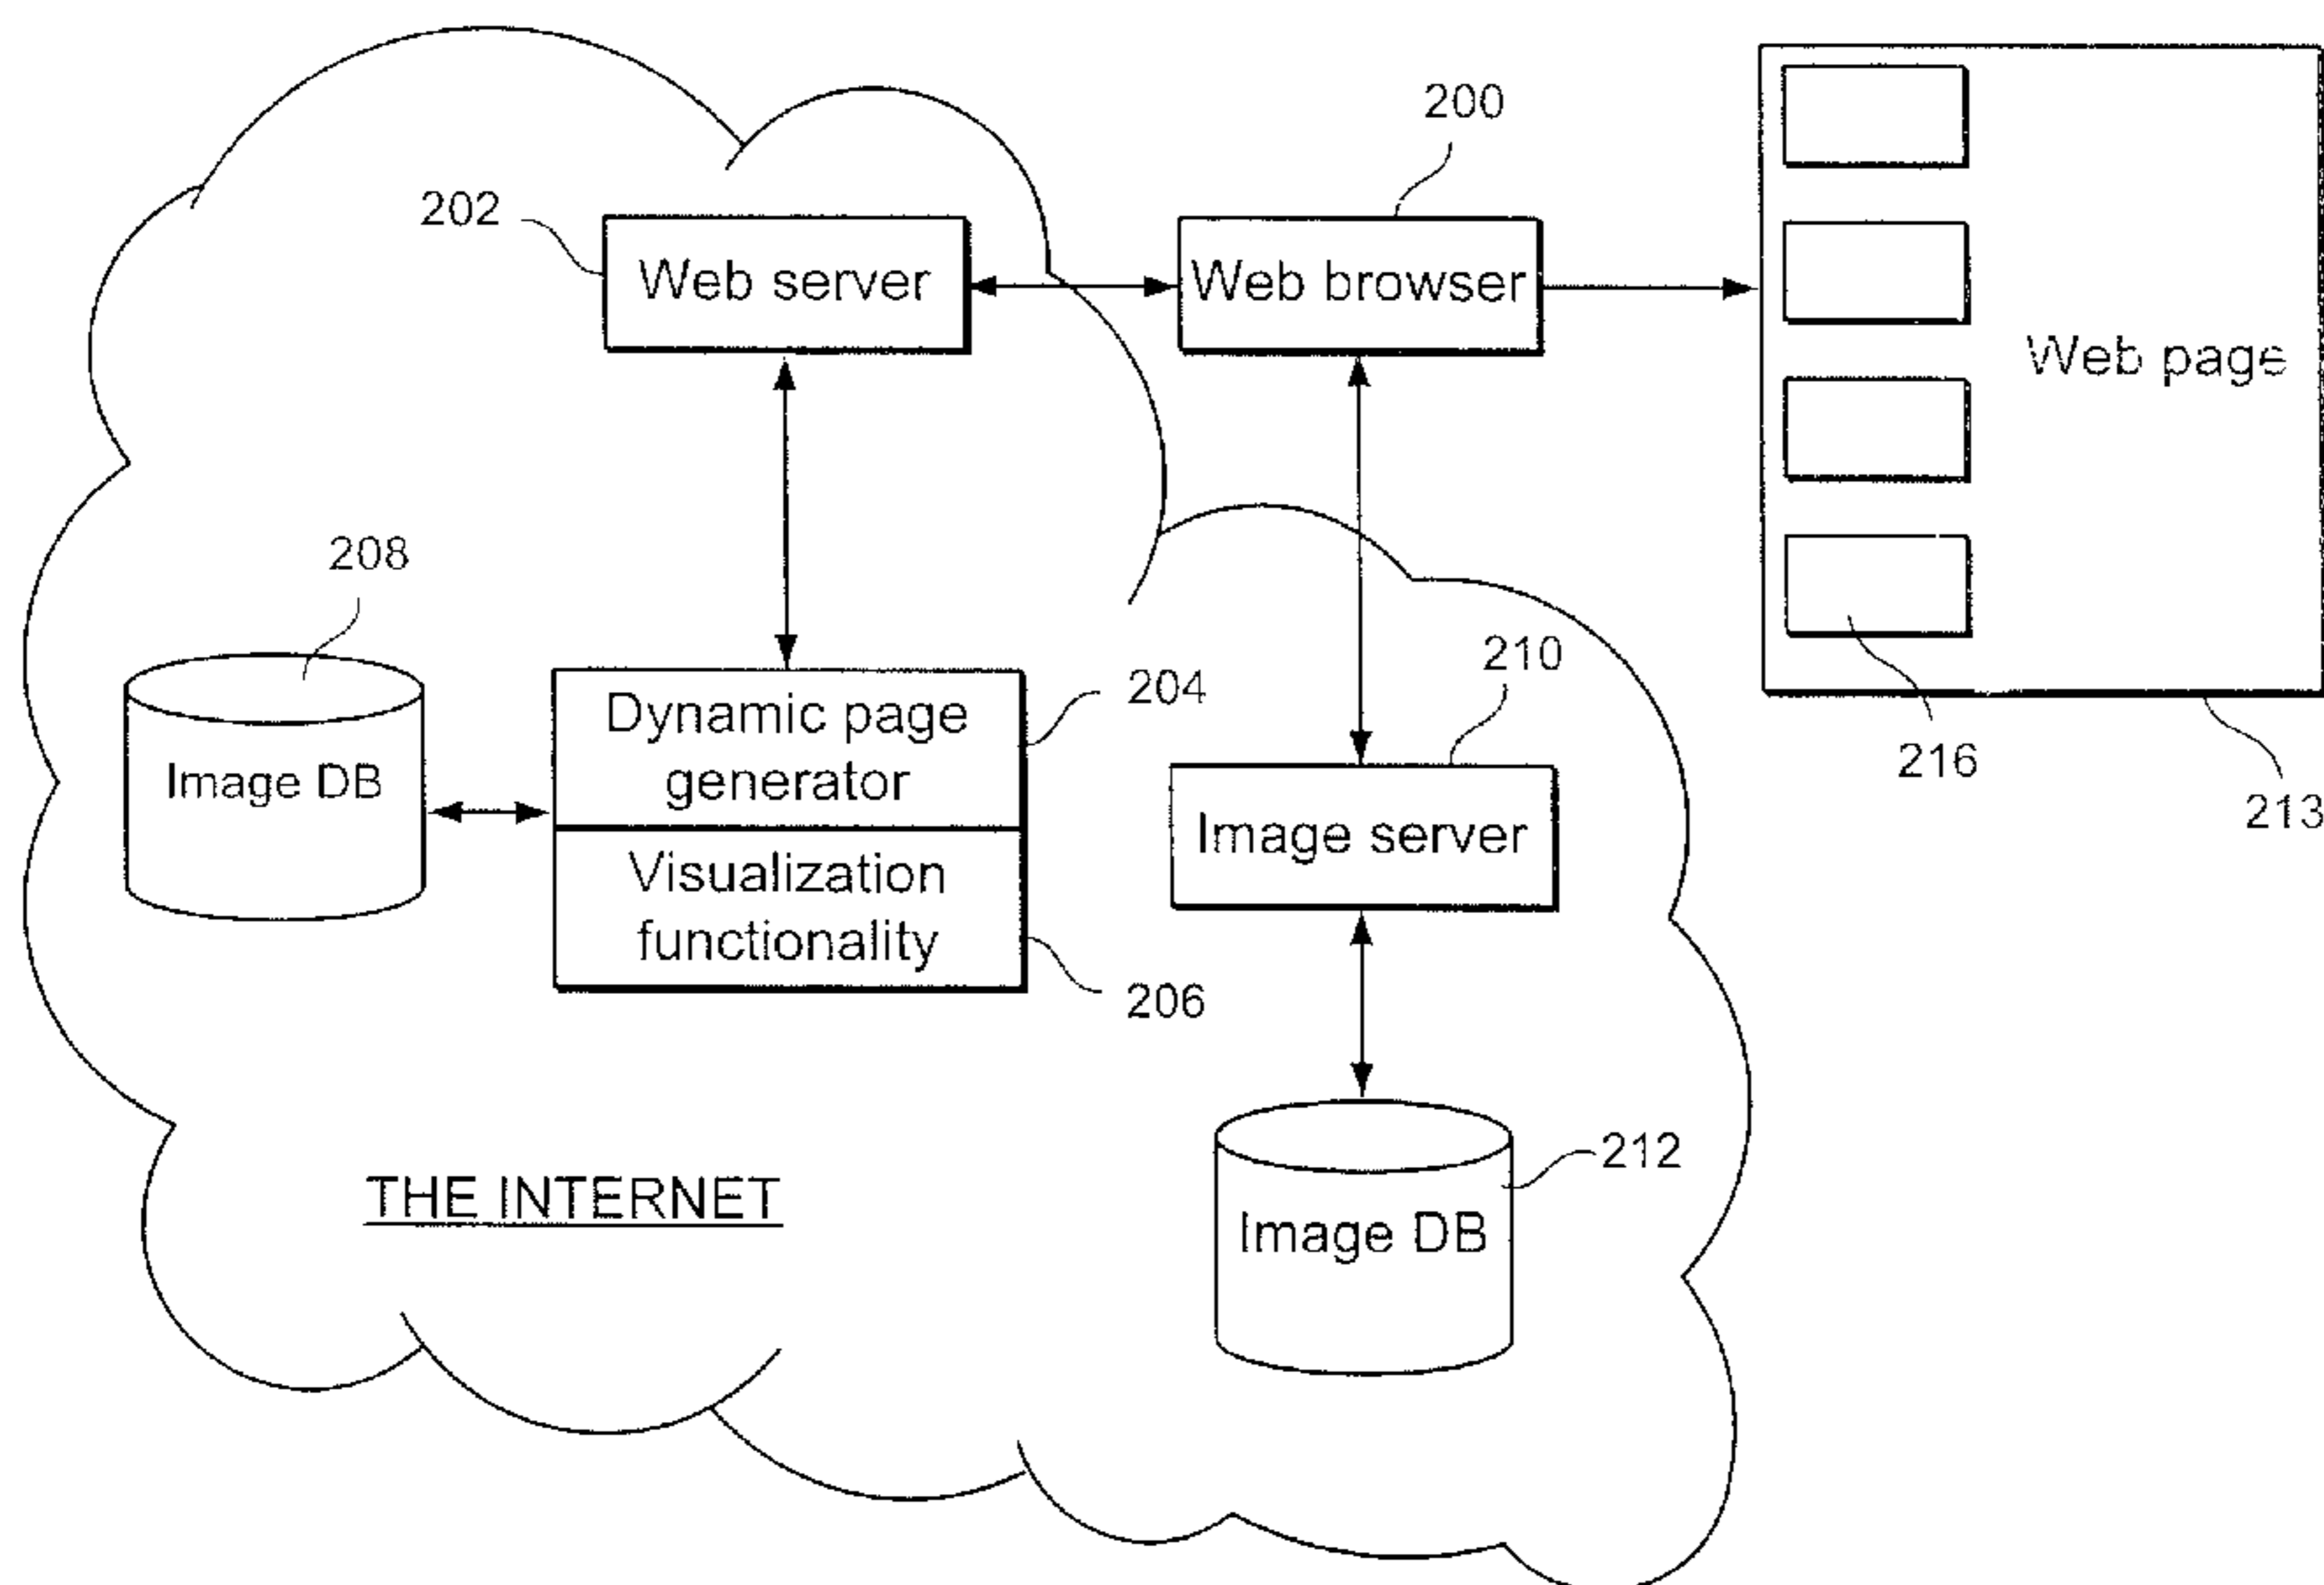 200
202
Web server
Web browser
Web page
208
210
204
Dynamic page
generator
216
Image DB
213
Image server
Visualization
functionality
206
212
THE INTERNET
Image DB